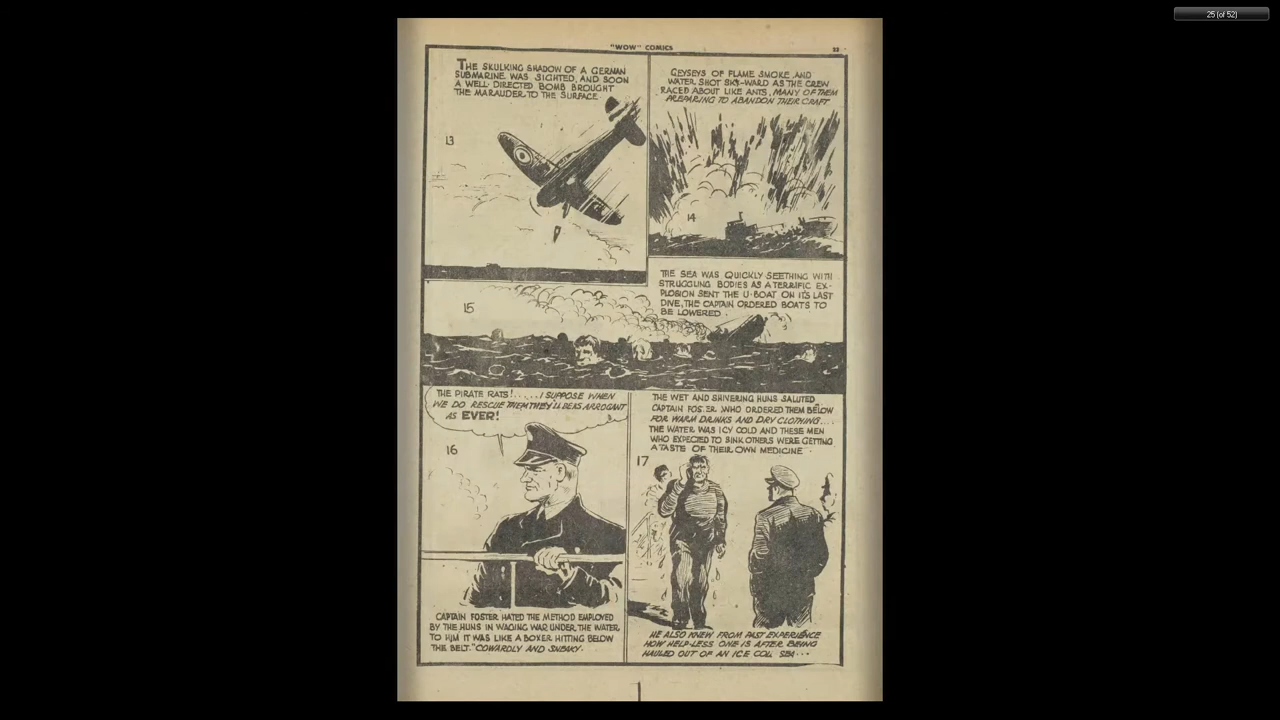 25 (of 52)
"WOW" COMICS
THE SKULKING SHADOW OF A GERMAN
SUBMARINE WAS SIGHTED, AND SOON
A WELL-DIRECTED BOMB BROUGHT
THE MARAUDER TO THE SURFACE.
13
GEYSEYS OF FLAME SMOKE AND
WATER SHOT SKY-WARD AS THE CREW
RACED ABOUT LIKE ANTS, MANY OF THEM
PREPARING TO ABANDON THEIR CRAFT
14
THE SEA WAS QUICKLY SEETHING WITH
STRUGGLING BODIES AS A TERRIFIC EX-
PLOSION SENT THE U-BOAT ON IT'S LAST
DIVE, THE CAPTAIN ORDERED BOATS TO
BE LOWERED.
15
THE PIRATE RATS!.....I SUPPOSE WHEN
WE DO RESCUE THEM THEY'LL BE AS ARROGANT
AS EVER!
16
CAPTAIN FOSTER HATED THE METHOD EMPLOYED
BY THE HUNS IN WAGING WAR UNDER THE WATER
TO HIM IT WAS LIKE A BOXER HITTING BELOW
THE BELT. "COWARDLY AND SNEAKY.
THE WET AND SHIVERING HUNS SALUTED
CAPTAIN FOSTER WHO ORDERED THEM BELOW
FOR WARM DRINKS AND DRY CLOTHING....
THE WATER WAS ICY COLD AND THESE MEN
WHO EXPECTED TO SINK OTHERS WERE GETTING
A TASTE OF THEIR OWN MEDICINE
17
HE ALSO KNEW FROM PAST EXPERIENCE
HOW HELP-LESS ONE IS AFTER BEING
HAULED OUT OF AN ICE COLD SEA...